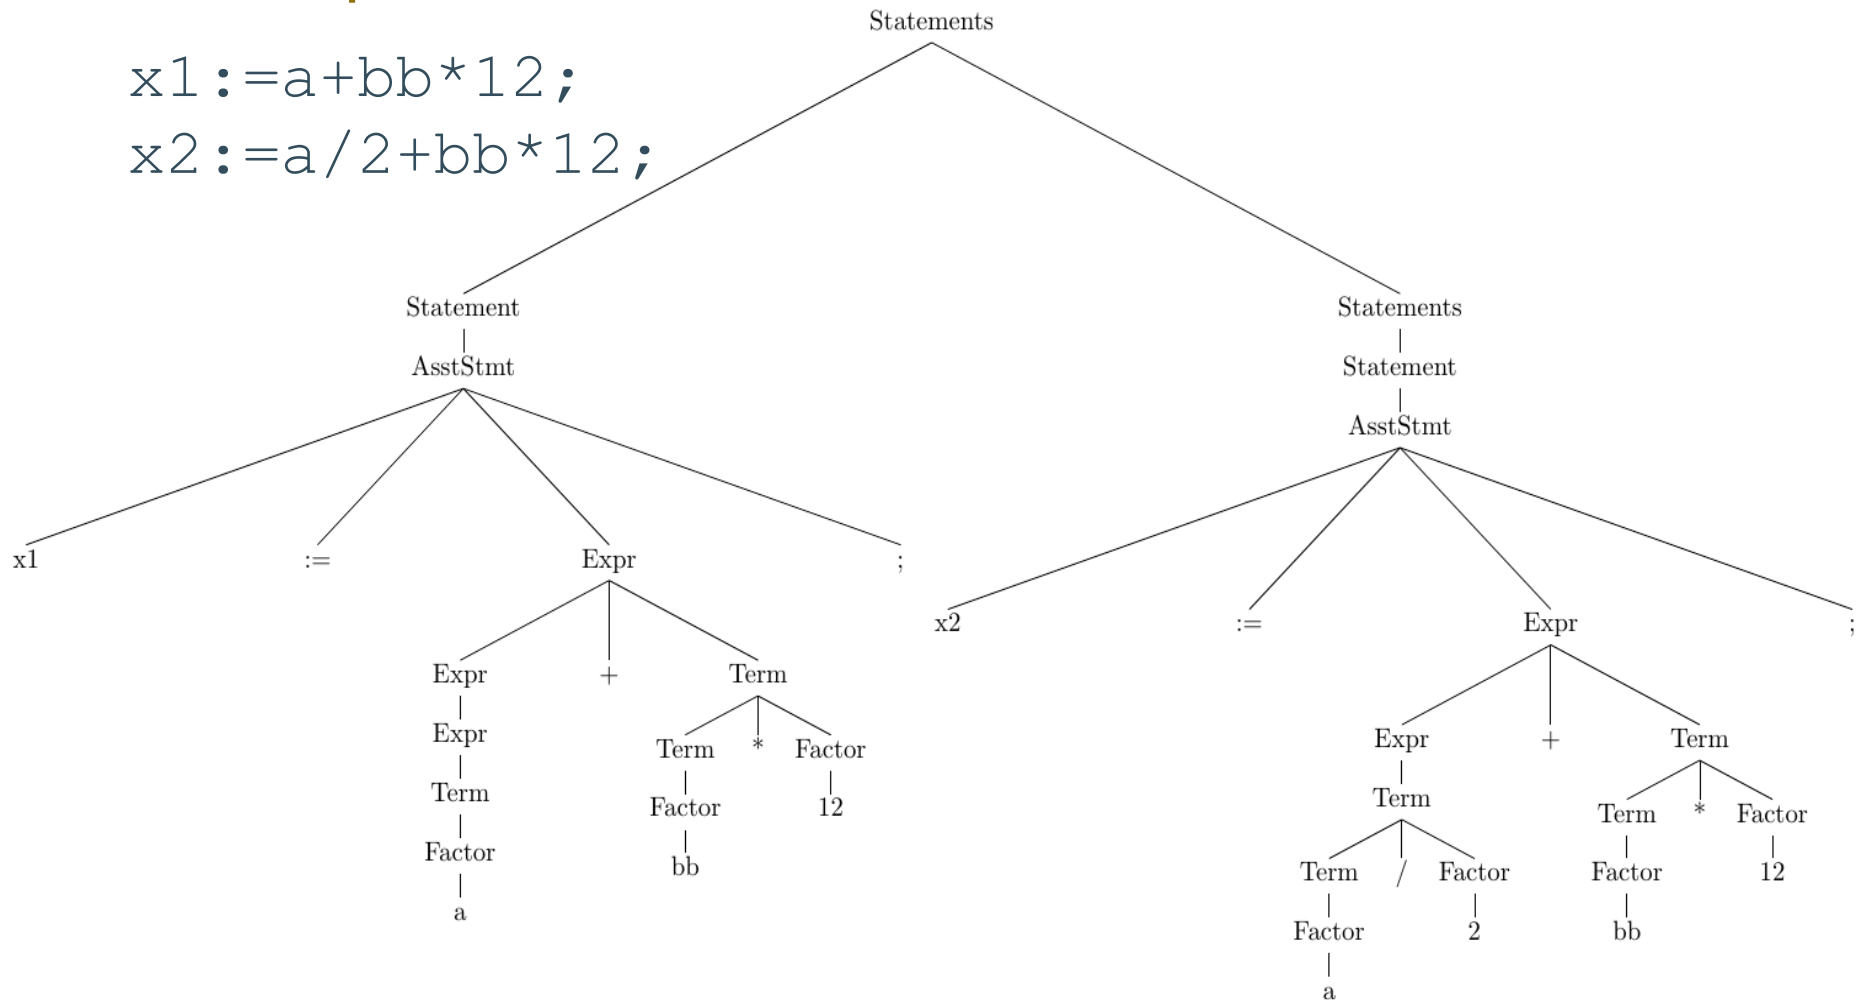 Statements
x1:=a+bb*12;
x2:=a/2+bb*12;
Statement Statements
AsstStmt Statement
AsstStmt
x1 := Expr ;
x2 := Expr ;
Expr + Term
Expr Term * Factor Expr + Term
Term Factor 12 Term Term * Factor
Factor bb Term / Factor Factor 12
a Factor 2 bb
a